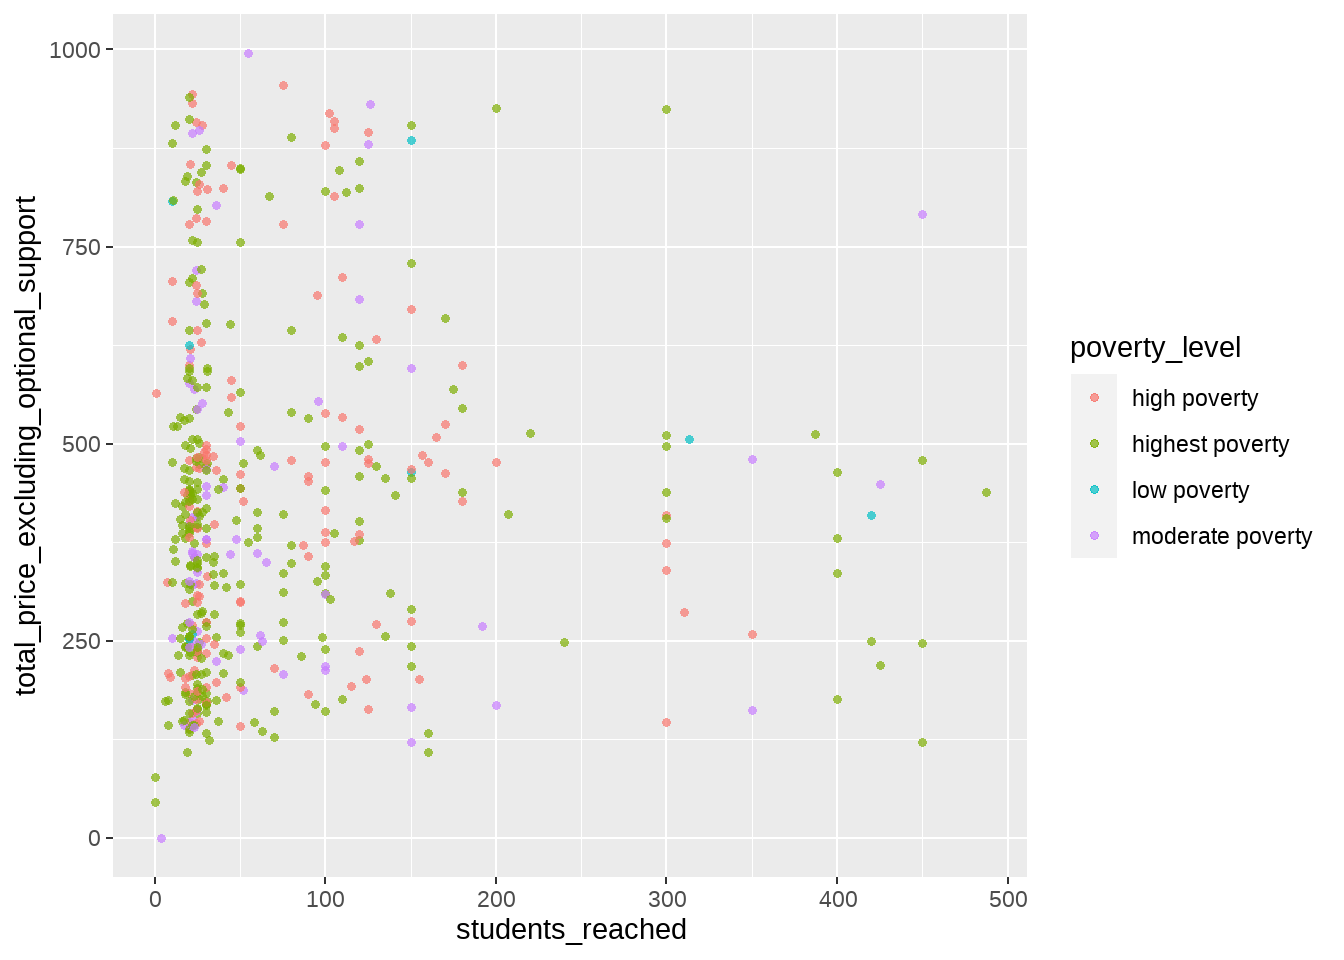 1000
750
500
250
0
total_price_excluding_optional_support
0 100 200 300 400 500
students_reached
poverty_level
high poverty
highest poverty
low poverty
moderate poverty